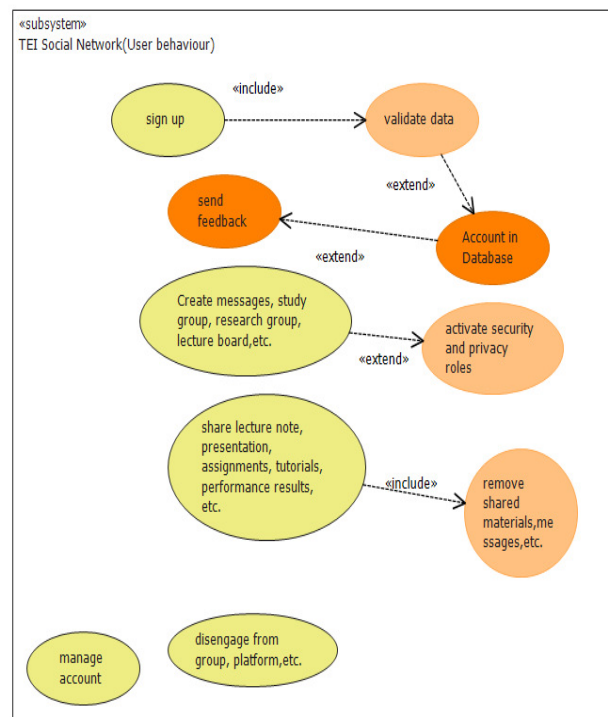 «subsystem»
TEI Social Network(User behaviour)
«include»
sign up
validate data
«extend»
send
feedback
Account in
Database
«extend»
Create messages, study
group, research group,
lecture board,etc.
activate security
and privacy
roles
«extend»
share lecture note,
presentation,
assignments, tutorials,
performance results,
etc.
«include»
remove
shared
materials,me
ssages,etc.
disengage from
group, platform,etc.
manage
account